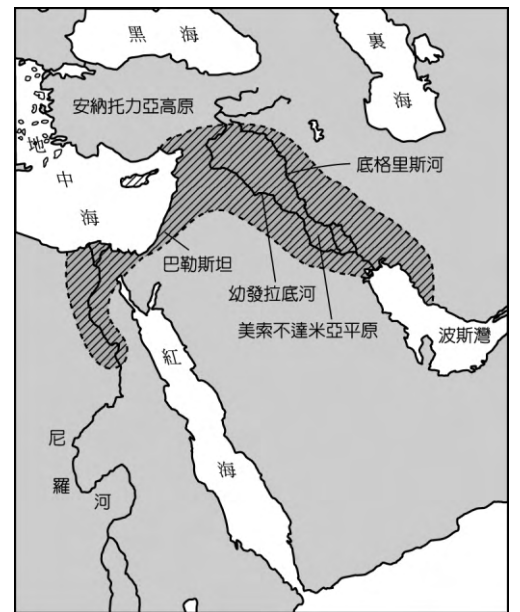 黑海
裏海
安納托力亞高原
地中海
底格里斯河
巴勒斯坦
幼發拉底河
美索不達米亞平原
波斯灣
紅海
尼羅河